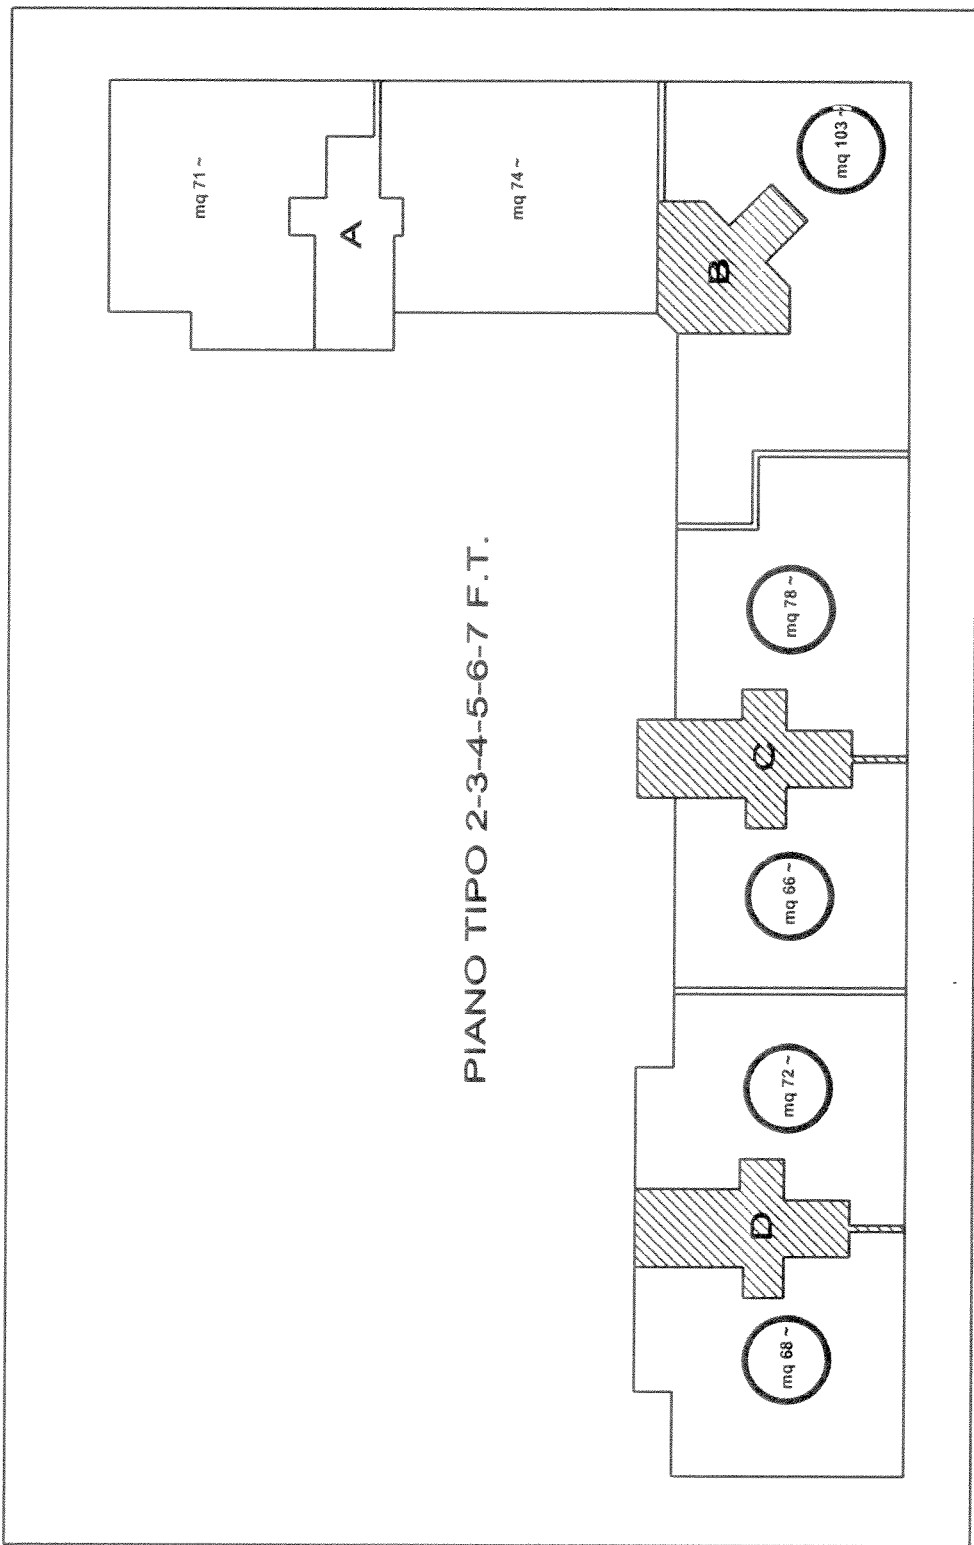 PIANO TIPO 2-3-4-5-6-7 F.T.
mq 71 ~
A
mq 74 ~
B
mq 103 ~
mq 78 ~
C
mq 66 ~
mq 72 ~
D
mq 68 ~